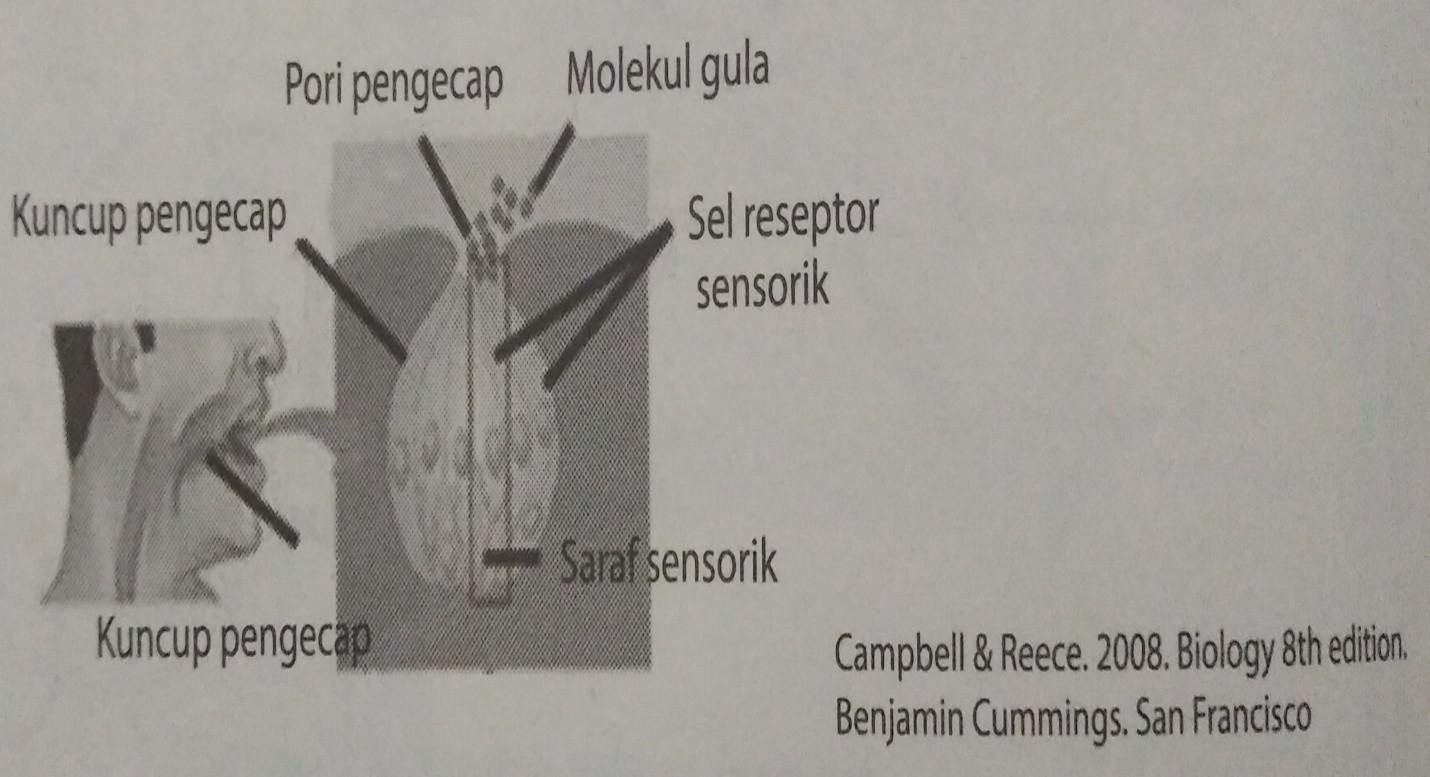 Pori pengecap
Molekul gula
Kuncup pengecap
Sel reseptor
sensorik
Saraf sensorik
Kuncup pengecap
Campbell & Reece. 2008. Biology 8th edition.
Benjamin Cummings. San Francisco